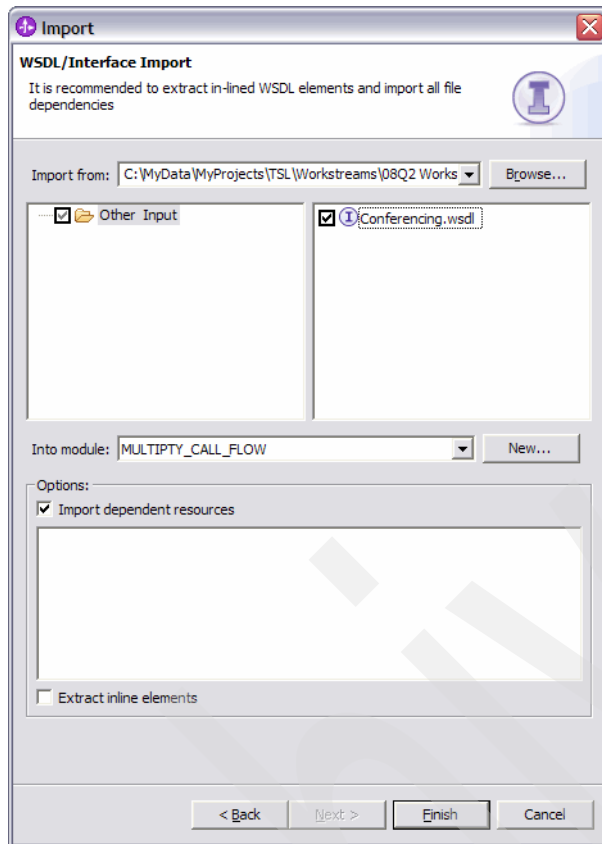 Import
WSDL/Interface Import
It is recommended to extract in-lined WSDL elements and import all file
dependencies
Import from: C:\MyData\MyProjects\TSL\Workstreams\08Q2 Works Browse...
Other Input
Conferencing.wsdl
Into module: MULTIPTY_CALL_FLOW New...
Options:
Import dependent resources
Extract inline elements
< Back Next > Finish Cancel